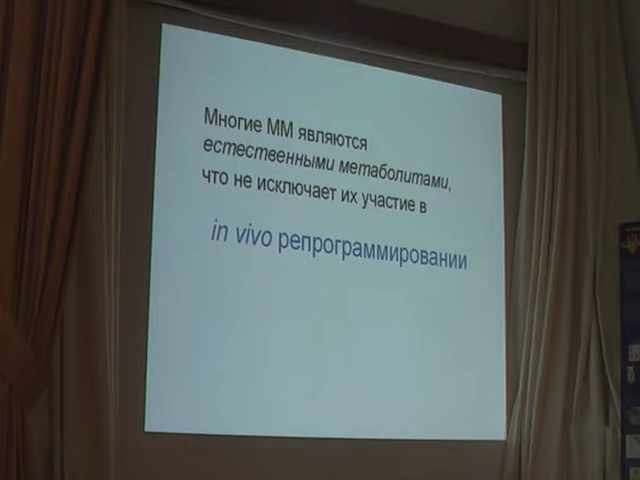 Многие ММ являются
естественными метаболитами,
что не исключает их участие в
in vivo репрограммировании